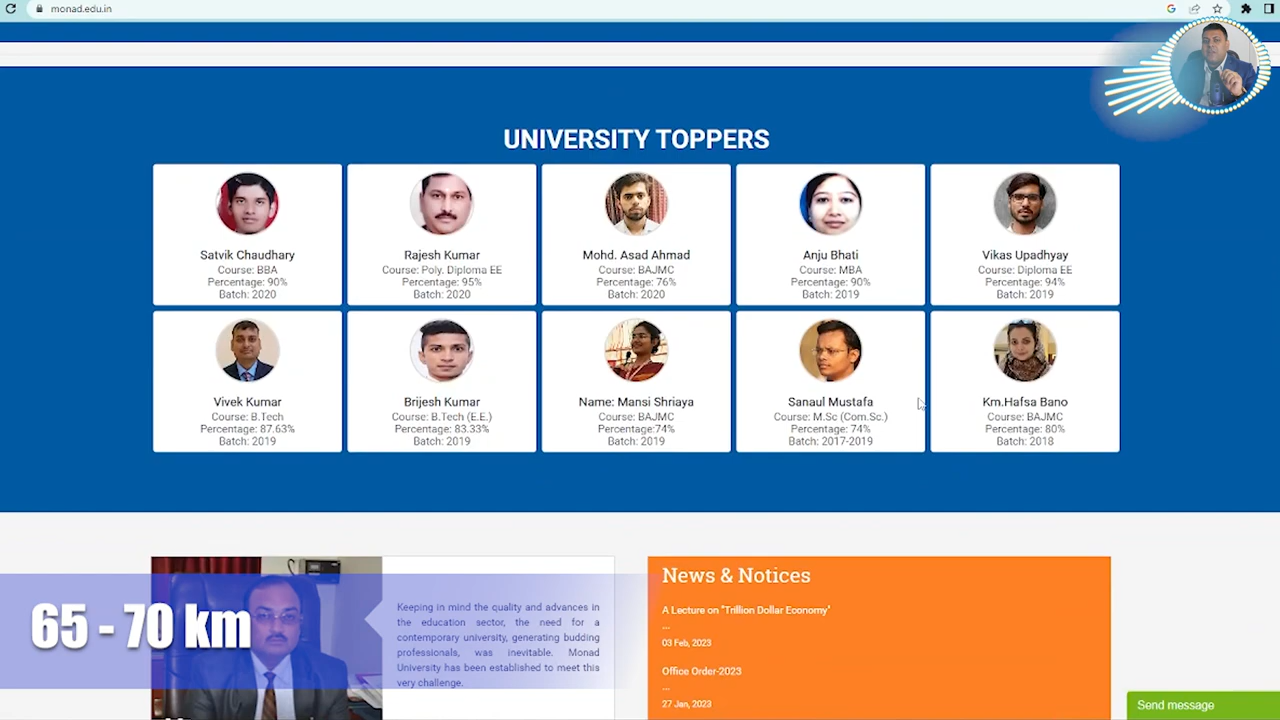 monad.edu.in
UNIVERSITY TOPPERS
Satvik Chaudhary
Course: BBA
Percentage: 90%
Batch: 2020
Rajesh Kumar
Course: Poly. Diploma EE
Percentage: 95%
Batch: 2020
Mohd. Asad Ahmad
Course: BAJMC
Percentage: 76%
Batch: 2020
Anju Bhati
Course: MBA
Percentage: 90%
Batch: 2019
Vikas Upadhyay
Course: Diploma EE
Percentage: 94%
Batch: 2019
Vivek Kumar
Course: B.Tech
Percentage: 87.63%
Batch: 2019
Brijesh Kumar
Course: B.Tech (E.E.)
Percentage: 83.33%
Batch: 2019
Name: Mansi Shriaya
Course: BAJMC
Percentage:74%
Batch: 2019
Sanaul Mustafa
Course: M.Sc (Com.Sc.)
Percentage: 74%
Batch: 2017-2019
Km.Hafsa Bano
Course: BAJMC
Percentage: 80%
Batch: 2018
65 - 70 km
Keeping in mind the quality and advances in
the education sector, the need for a
contemporary university, generating budding
professionals, was inevitable. Monad
University has been established to meet this
very challenge.
News & Notices
A Lecture on "Trillion Dollar Economy"
...
03 Feb, 2023
Office Order-2023
...
27 Jan, 2023
Send message